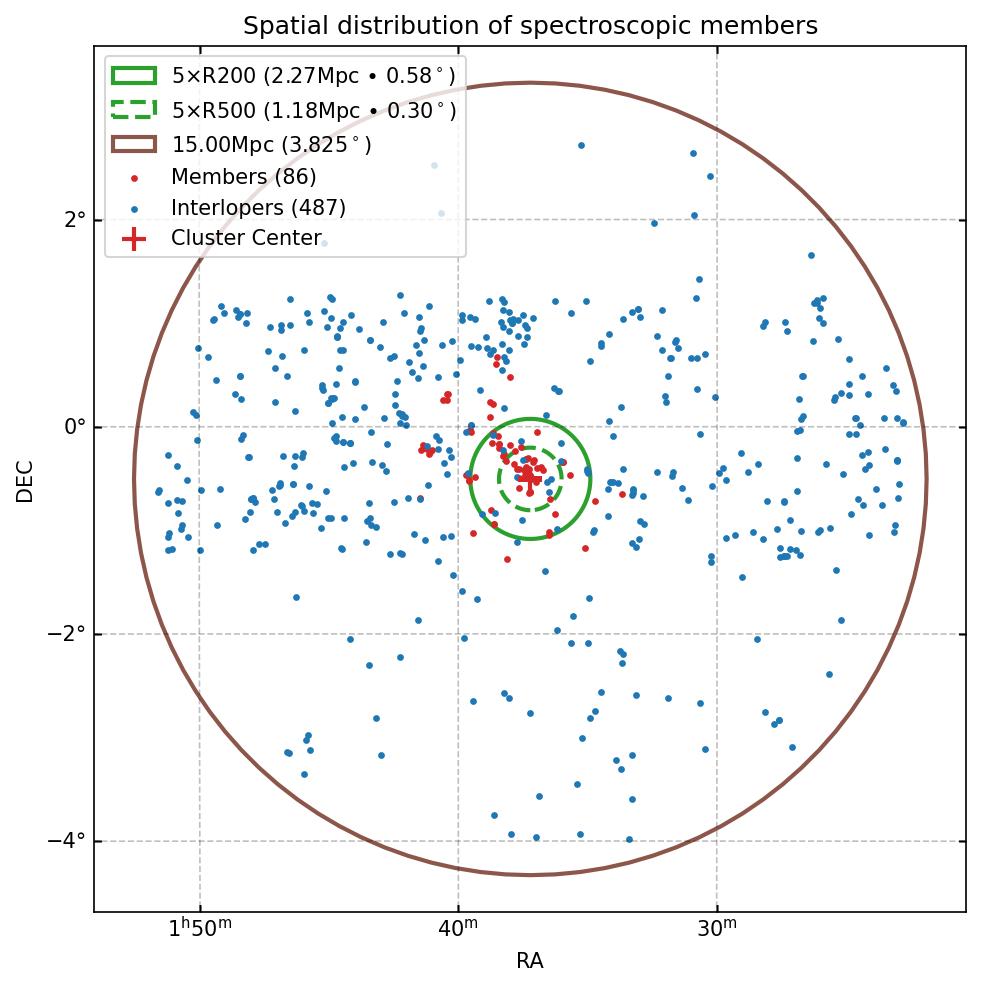 Spatial distribution of spectroscopic members
5×R200 (2.27Mpc • 0.58°)
5×R500 (1.18Mpc • 0.30°)
15.00Mpc (3.825°)
Members (86)
Interlopers (487)
Cluster Center
2°
0°
−2°
−4°
DEC
1ʰ50ᵐ
40ᵐ
30ᵐ
RA